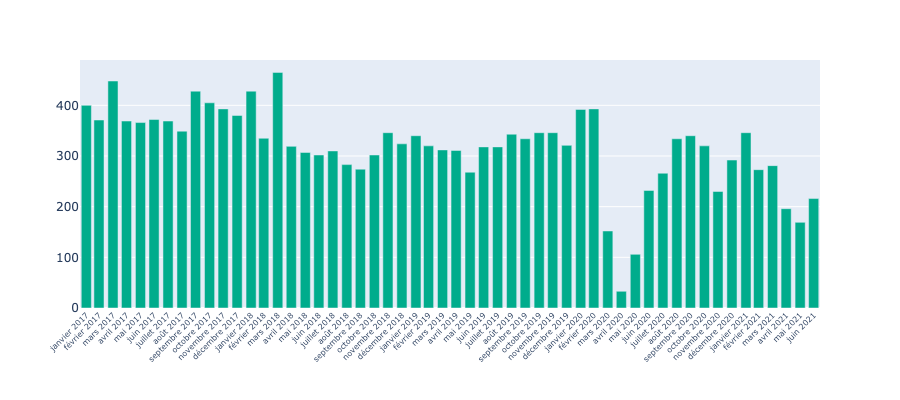 400
300
200
100
0
janvier 2017
février 2017
mars 2017
avril 2017
mai 2017
juin 2017
juillet 2017
août 2017
septembre 2017
octobre 2017
novembre 2017
décembre 2017
janvier 2018
février 2018
mars 2018
avril 2018
mai 2018
juin 2018
juillet 2018
août 2018
septembre 2018
octobre 2018
novembre 2018
décembre 2018
janvier 2019
février 2019
mars 2019
avril 2019
mai 2019
juin 2019
juillet 2019
août 2019
septembre 2019
octobre 2019
novembre 2019
décembre 2019
janvier 2020
février 2020
mars 2020
avril 2020
mai 2020
juin 2020
juillet 2020
août 2020
septembre 2020
octobre 2020
novembre 2020
décembre 2020
janvier 2021
février 2021
mars 2021
avril 2021
mai 2021
juin 2021